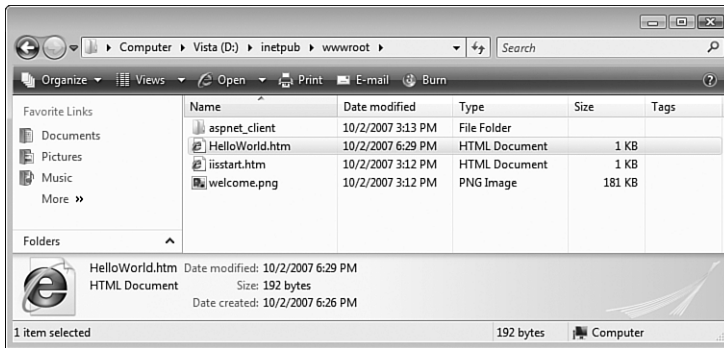 Computer Vista (D:) inetpub wwwroot Search
Organize Views Open Print E-mail Burn
Favorite Links
Documents
Pictures
Music
More »
Folders
Name Date modified Type Size Tags
aspnet_client 10/2/2007 3:13 PM File Folder
HelloWorld.htm 10/2/2007 6:29 PM HTML Document 1 KB
iisstart.htm 10/2/2007 3:12 PM HTML Document 1 KB
welcome.png 10/2/2007 3:12 PM PNG Image 181 KB
HelloWorld.htm Date modified: 10/2/2007 6:29 PM
HTML Document Size: 192 bytes
Date created: 10/2/2007 6:26 PM
1 item selected 192 bytes Computer